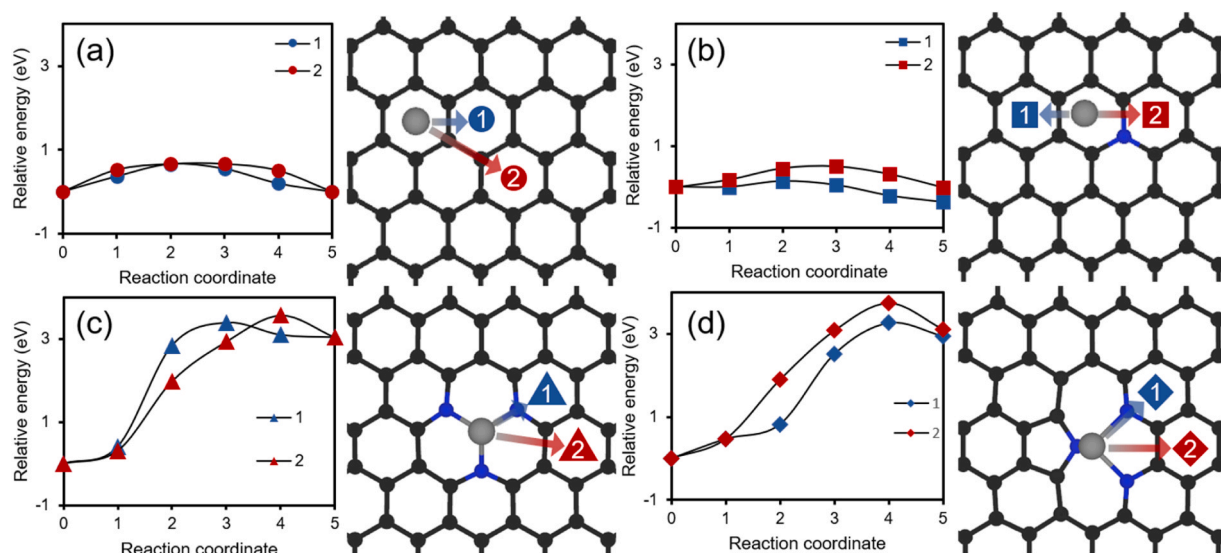 (a)
Relative energy (eV)
3
1
-1
1
2
0 1 2 3 4 5
Reaction coordinate
1
2
(b)
Relative energy (eV)
3
1
-1
1
2
0 1 2 3 4 5
Reaction coordinate
1
2
(c)
Relative energy (eV)
3
1
-1
1
2
0 1 2 3 4 5
Reaction coordinate
1
2
(d)
Relative energy (eV)
3
1
-1
1
2
0 1 2 3 4 5
Reaction coordinate
1
2